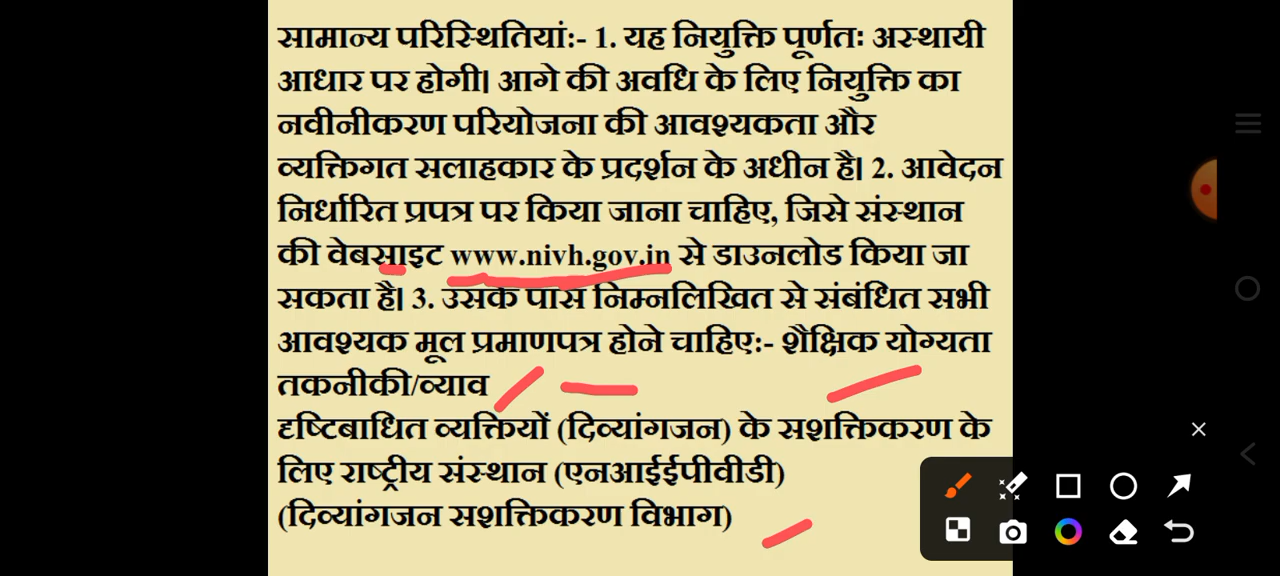 सामान्य परिस्थितियां:- 1. यह नियुक्ति पूर्णतः अस्थायी
आधार पर होगी। आगे की अवधि के लिए नियुक्ति का
नवीनीकरण परियोजना की आवश्यकता और
व्यक्तिगत सलाहकार के प्रदर्शन के अधीन है। 2. आवेदन
निर्धारित प्रपत्र पर किया जाना चाहिए, जिसे संस्थान
की वेबसाइट www.nivh.gov.in से डाउनलोड किया जा
सकता है। 3. उसके पास निम्नलिखित से संबंधित सभी
आवश्यक मूल प्रमाणपत्र होने चाहिए:- शैक्षिक योग्यता
तकनीकी/व्याव
दृष्टिबाधित व्यक्तियों (दिव्यांगजन) के सशक्तिकरण के
लिए राष्ट्रीय संस्थान (एनआईईपीवीडी)
(दिव्यांगजन सशक्तिकरण विभाग)